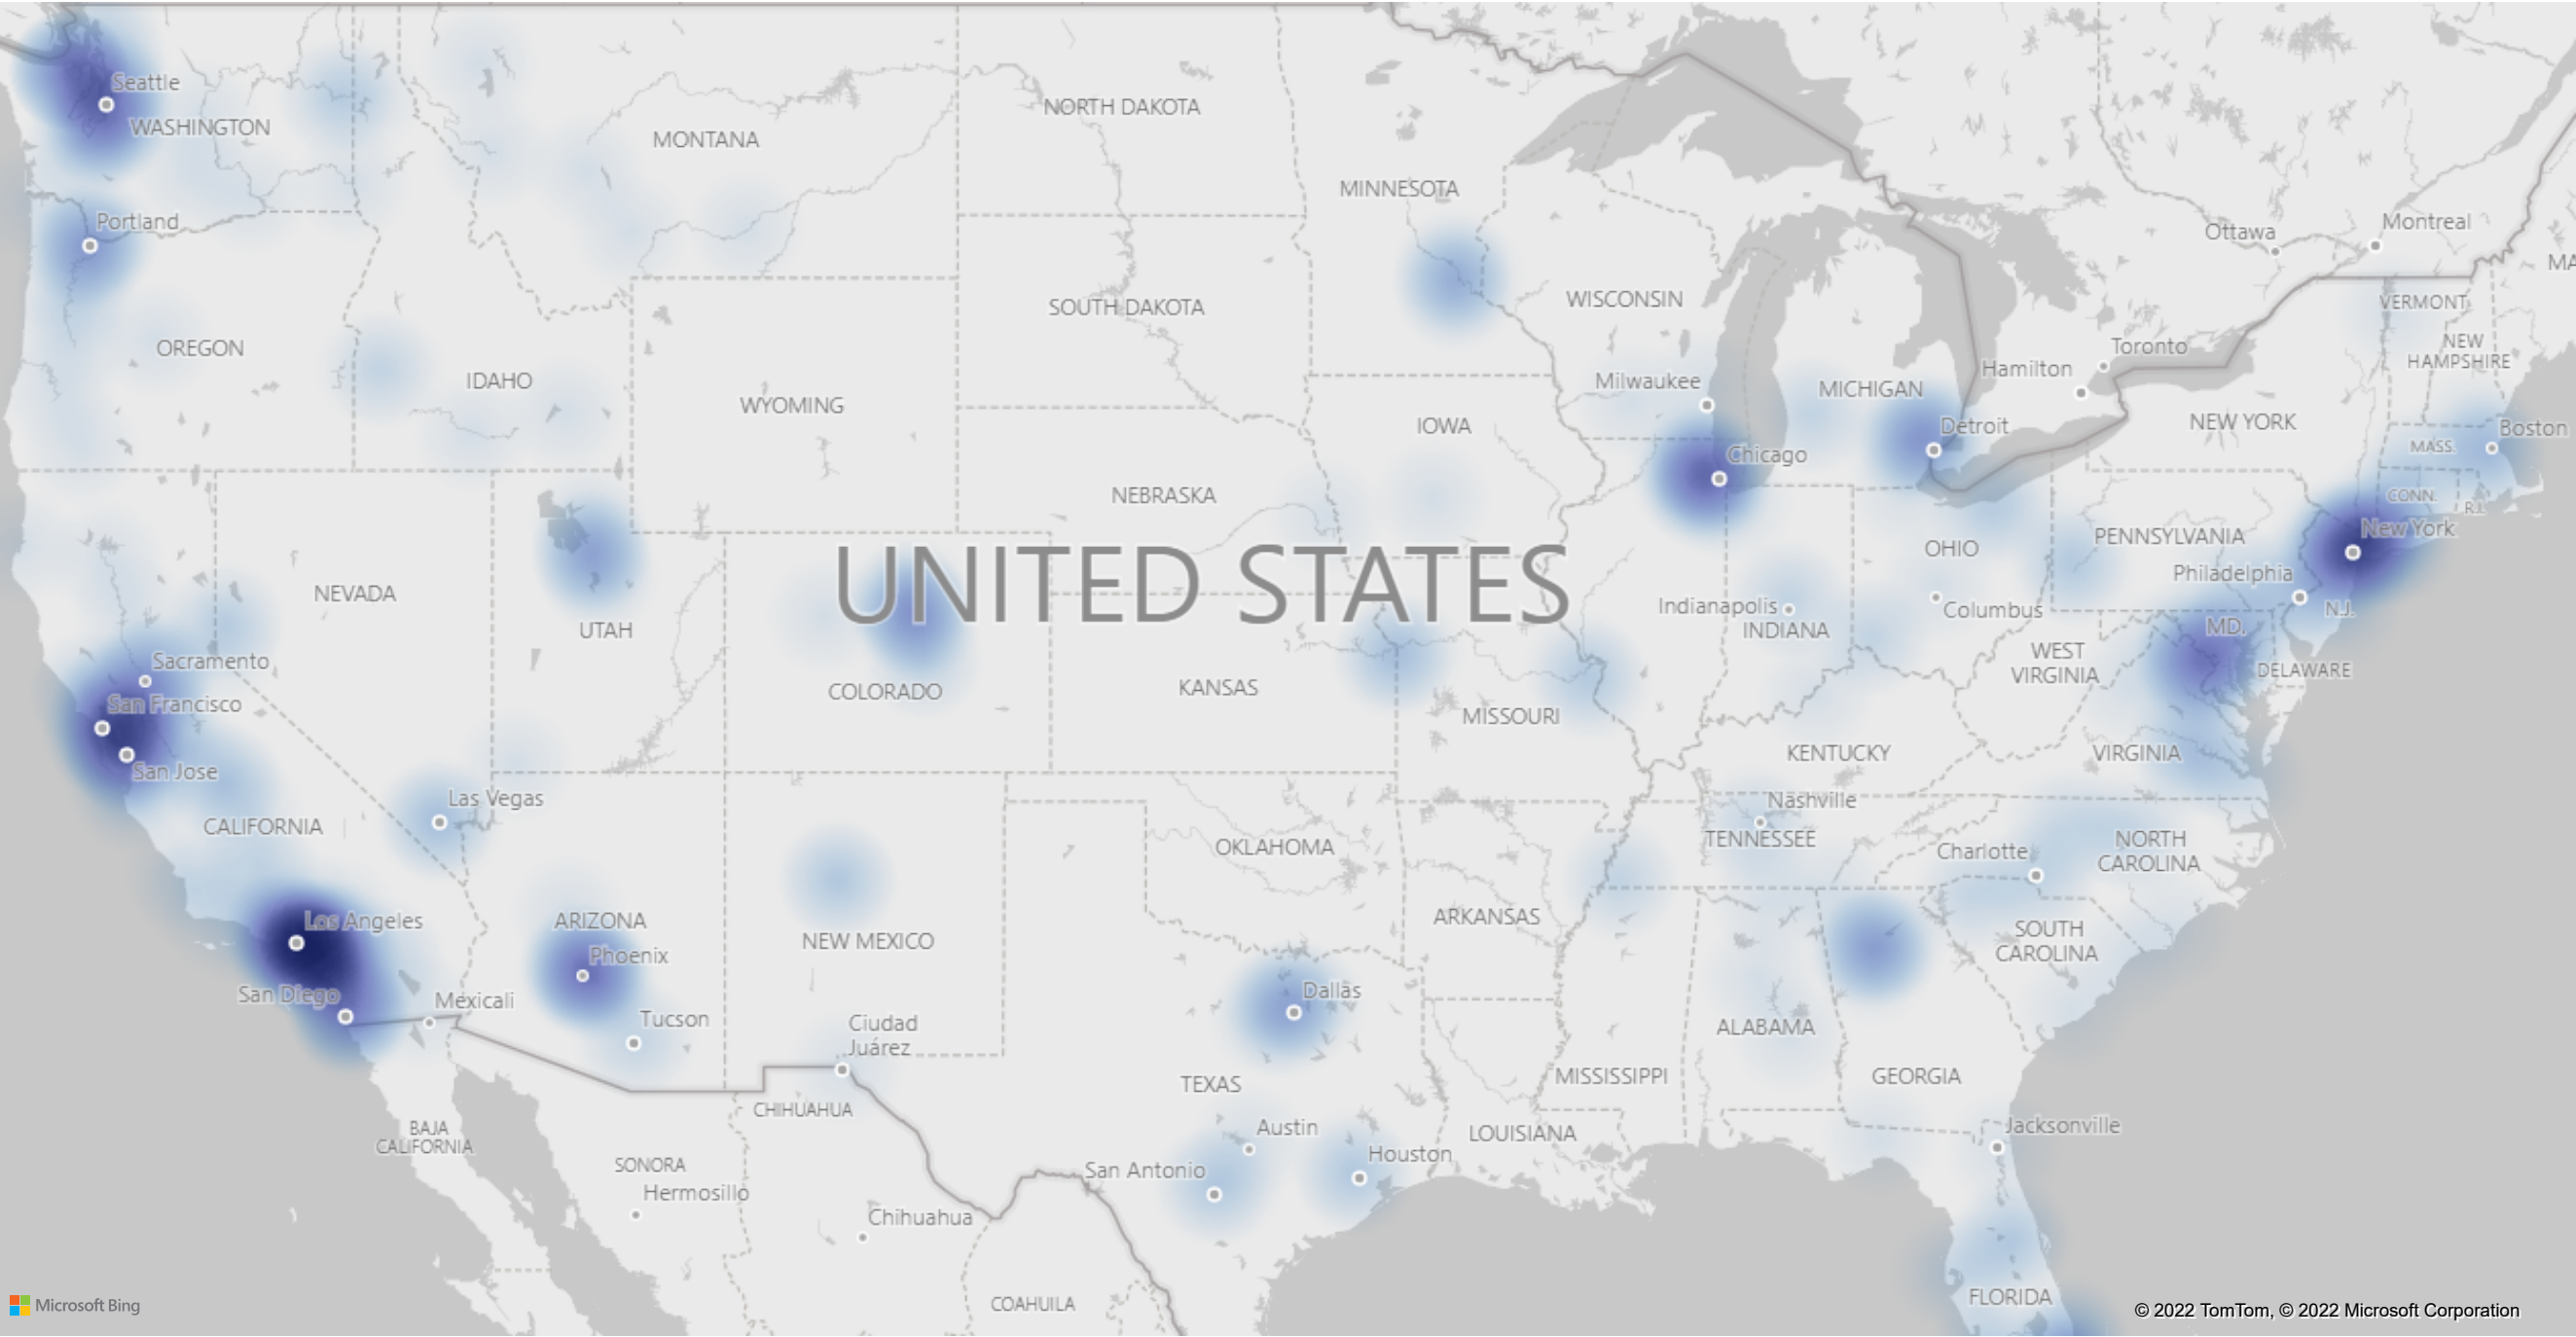 Seattle
WASHINGTON
MONTANA
NORTH DAKOTA
MINNESOTA
Portland
Ottawa
Montreal
MA
OREGON
IDAHO
WYOMING
SOUTH DAKOTA
WISCONSIN
VERMONT
NEW
HAMPSHIRE
Toronto
Hamilton
Milwaukee
MICHIGAN
IOWA
Detroit
NEW YORK
Boston
MASS.
Chicago
NEBRASKA
CONN.
R.I.
New York
PENNSYLVANIA
OHIO
UNITED STATES
NEVADA
UTAH
Philadelphia
N.J.
Indianapolis
INDIANA
Columbus
MD.
WEST
VIRGINIA
DELAWARE
Sacramento
San Francisco
COLORADO
KANSAS
MISSOURI
San Jose
KENTUCKY
VIRGINIA
Las Vegas
CALIFORNIA
Nashville
TENNESSEE
OKLAHOMA
Charlotte
NORTH
CAROLINA
Los Angeles
ARIZONA
NEW MEXICO
ARKANSAS
SOUTH
CAROLINA
Phoenix
San Diego
Mexicali
Dallas
Tucson
Ciudad
Juárez
ALABAMA
TEXAS
MISSISSIPPI
GEORGIA
CHIHUAHUA
BAJA
CALIFORNIA
Austin
LOUISIANA
Jacksonville
Houston
San Antonio
SONORA
Hermosillo
Chihuahua
COAHUILA
FLORIDA
Microsoft Bing
© 2022 TomTom, © 2022 Microsoft Corporation